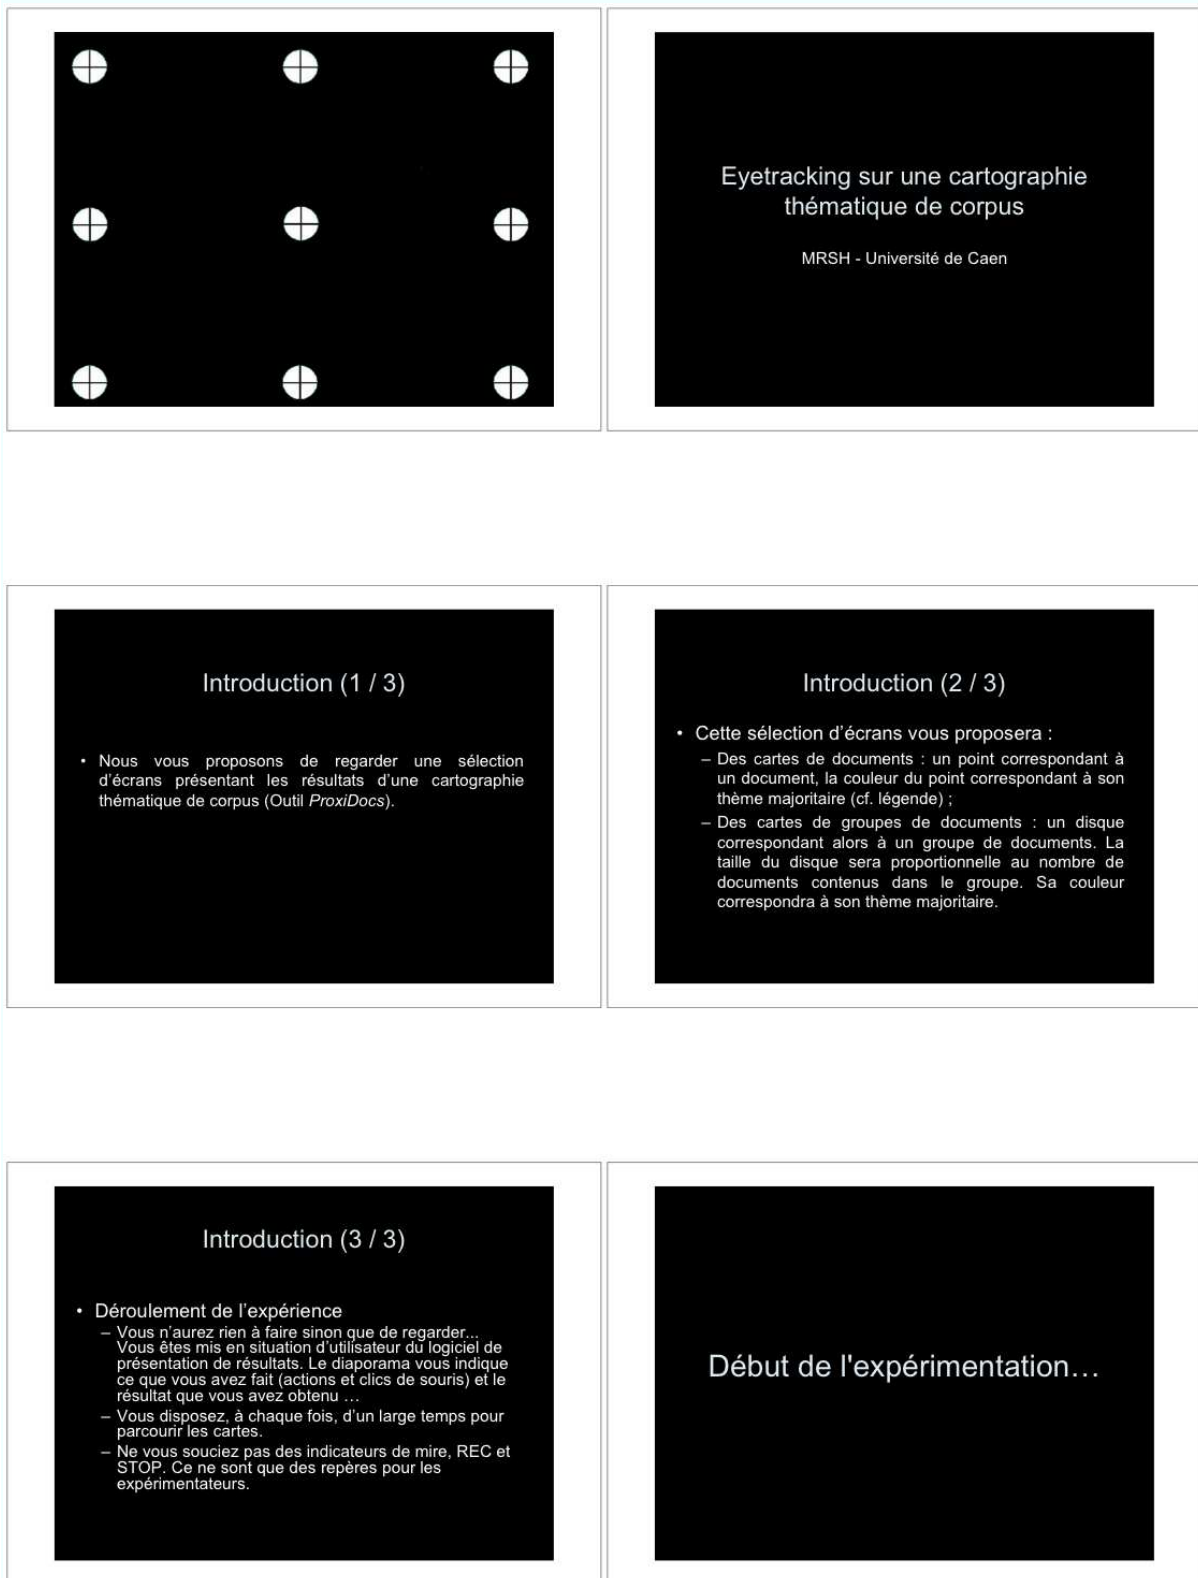 Eyetracking sur une cartographie
thématique de corpus
MRSH - Université de Caen
Introduction (1 / 3)
• Nous vous proposons de regarder une sélection
d'écrans présentant les résultats d'une cartographie
thématique de corpus (Outil ProxiDocs).
Introduction (2 / 3)
• Cette sélection d'écrans vous proposera :
– Des cartes de documents : un point correspondant à
un document, la couleur du point correspondant à son
thème majoritaire (cf. légende) ;
– Des cartes de groupes de documents : un disque
correspondant alors à un groupe de documents. La
taille du disque sera proportionnelle au nombre de
documents contenus dans le groupe. Sa couleur
correspondra à son thème majoritaire.
Introduction (3 / 3)
• Déroulement de l'expérience
– Vous n'aurez rien à faire sinon que de regarder...
Vous êtes mis en situation d'utilisateur du logiciel de
présentation de résultats. Le diaporama vous indique
ce que vous avez fait (actions et clics de souris) et le
résultat que vous avez obtenu …
– Vous disposez, à chaque fois, d'un large temps pour
parcourir les cartes.
– Ne vous souciez pas des indicateurs de mire, REC et
STOP. Ce ne sont que des repères pour les
expérimentateurs.
Début de l'expérimentation…